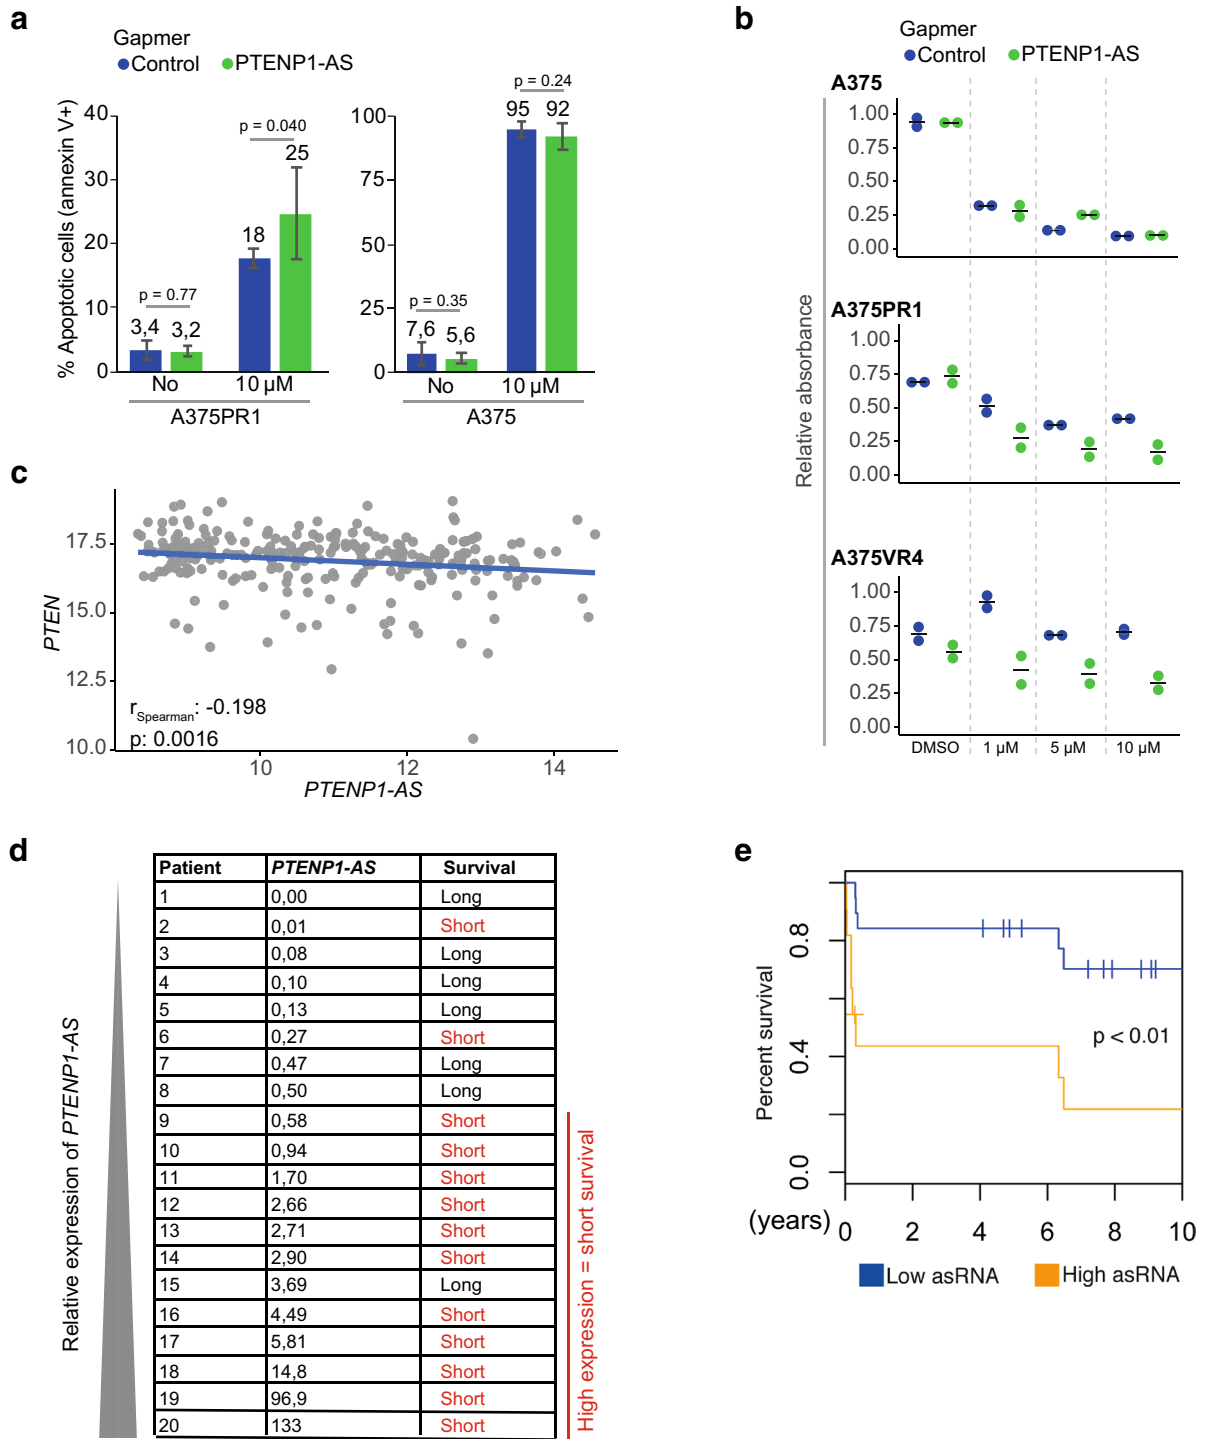 a
Gapmer
Control PTENP1-AS
% Apoptotic cells (annexin V+)
40
30
20
10
0
p = 0.77
3,4 3,2
p = 0.040
18
25
No 10 µM
A375PR1
100
75
50
25
0
p = 0.35
7,6 5,6
p = 0.24
95 92
No 10 µM
A375
b
Gapmer
Control PTENP1-AS
Relative absorbance
A375
1.00
0.75
0.50
0.25
0.00
A375PR1
1.00
0.75
0.50
0.25
0.00
A375VR4
1.00
0.75
0.50
0.25
0.00
DMSO 1 µM 5 µM 10 µM
c
PTEN
17.5
15.0
12.5
10.0
rSpearman: -0.198
p: 0.0016
10 12 14
PTENP1-AS
d
Relative expression of PTENP1-AS
Patient PTENP1-AS Survival
1 0,00 Long
2 0,01 Short
3 0,08 Long
4 0,10 Long
5 0,13 Long
6 0,27 Short
7 0,47 Long
8 0,50 Long
9 0,58 Short
10 0,94 Short
11 1,70 Short
12 2,66 Short
13 2,71 Short
14 2,90 Short
15 3,69 Long
16 4,49 Short
17 5,81 Short
18 14,8 Short
19 96,9 Short
20 133 Short
High expression = short survival
e
Percent survival
0.8
0.4
0.0
p < 0.01
(years) 0 2 4 6 8 10
Low asRNA High asRNA